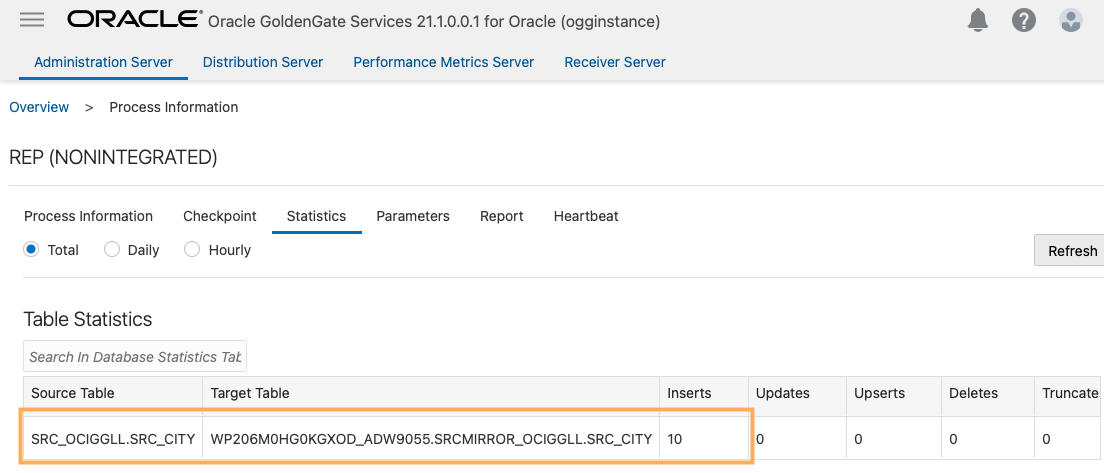 ORACLE® Oracle GoldenGate Services 21.1.0.0.1 for Oracle (ogginstance)
Administration Server Distribution Server Performance Metrics Server Receiver Server
Overview > Process Information
REP (NONINTEGRATED)
Process Information Checkpoint Statistics Parameters Report Heartbeat
Total Daily Hourly
Refresh
Table Statistics
Search In Database Statistics Tab
Source Table Target Table Inserts Updates Upserts Deletes Truncate
SRC_OCIGGLL.SRC_CITY WP206M0HG0KGXOD_ADW9055.SRCMIRROR_OCIGGLL.SRC_CITY 10 0 0 0 0